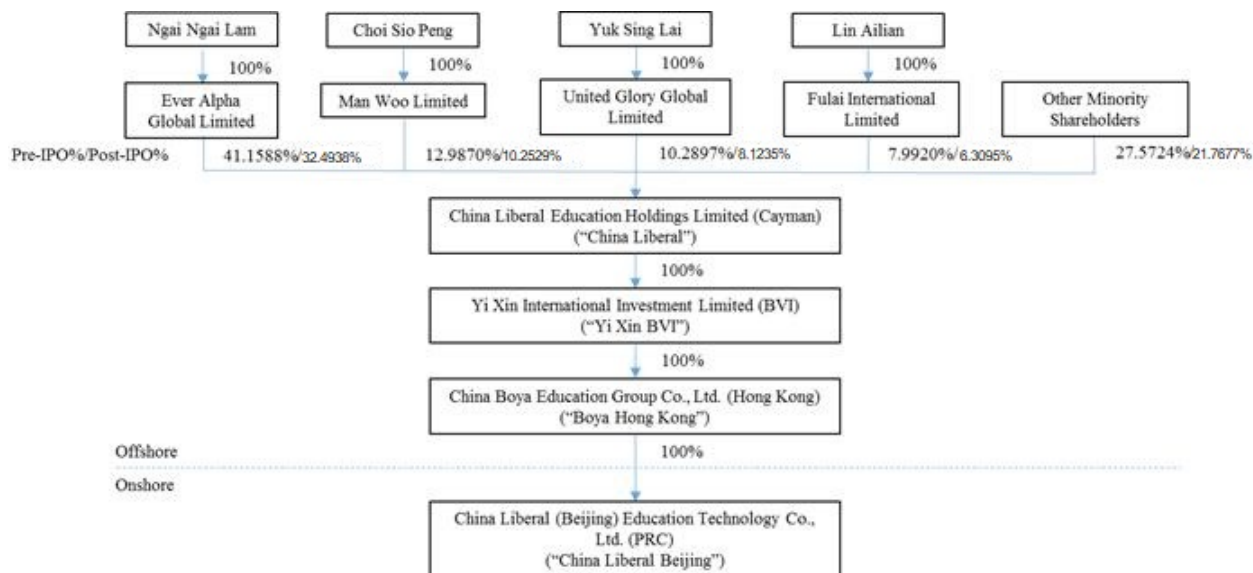 Ngai Ngai Lam
Choi Sio Peng
Yuk Sing Lai
Lin Ailian
100%
100%
100%
100%
Ever Alpha
Global Limited
Man Woo Limited
United Glory Global
Limited
Fulai International
Limited
Other Minority
Shareholders
Pre-IPO%/Post-IPO%
41.1588%/32.4938%
12.9870%/10.2529%
10.2897%/8.1235%
7.9920%/6.3095%
27.5724%/21.7677%
China Liberal Education Holdings Limited (Cayman)
(“China Liberal”)
100%
Yi Xin International Investment Limited (BVI)
(“Yi Xin BVI”)
100%
China Boya Education Group Co., Ltd. (Hong Kong)
(“Boya Hong Kong”)
Offshore
100%
Onshore
China Liberal (Beijing) Education Technology Co.,
Ltd. (PRC)
(“China Liberal Beijing”)